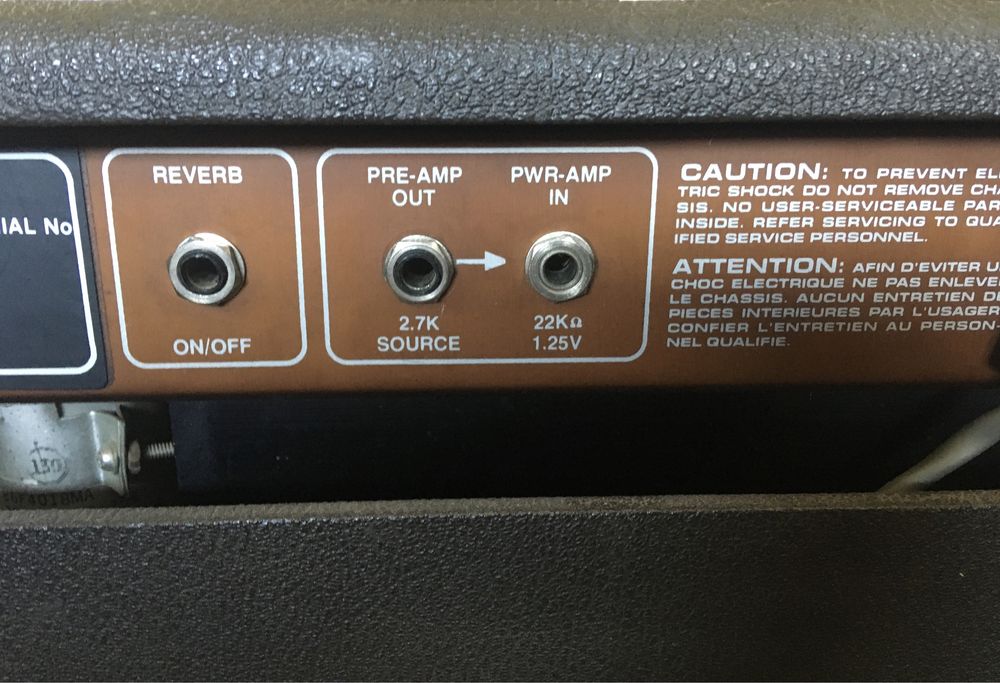 IAL No
REVERB
ON/OFF
PRE-AMP
OUT
2.7K
SOURCE
PWR-AMP
IN
22KΩ
1.25V
CAUTION: TO PREVENT EL
TRIC SHOCK DO NOT REMOVE CHA
SIS. NO USER-SERVICEABLE PAR
INSIDE. REFER SERVICING TO QUA
IFIED SERVICE PERSONNEL.
ATTENTION: AFIN D'EVITER U
CHOC ELECTRIQUE NE PAS ENLEVE
LE CHASSIS. AUCUN ENTRETIEN DE
PIECES INTERIEURES PAR L'USAGER
CONFIER L'ENTRETIEN AU PERSON
NEL QUALIFIE.
130